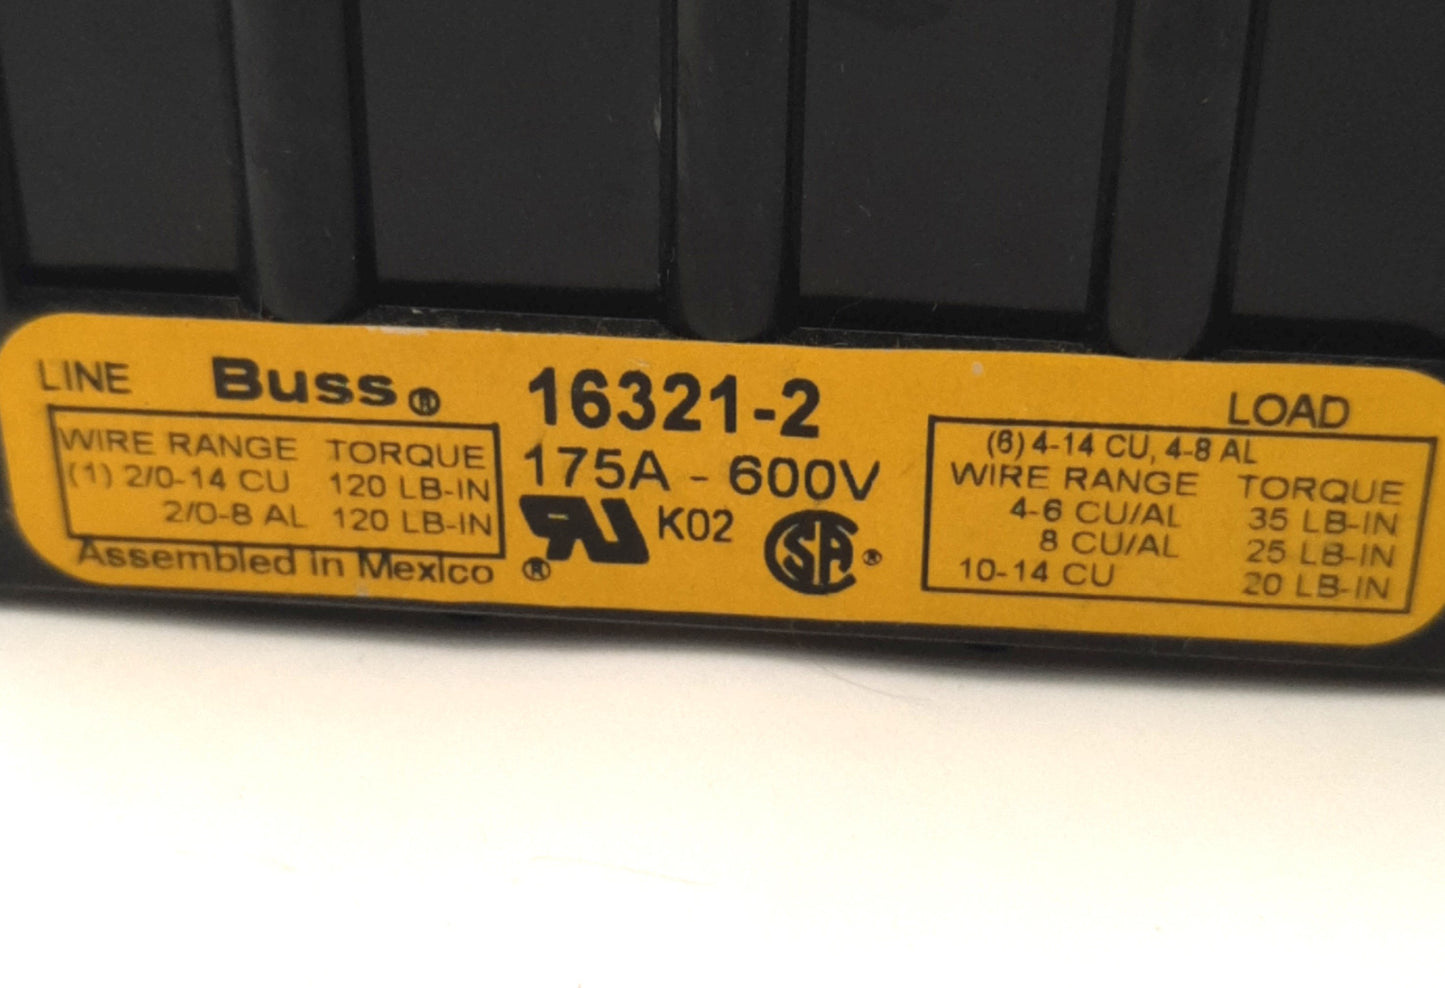 LINE Buss® 16321-2 LOAD
WIRE RANGE TORQUE
(1) 2/0-14 CU 120 LB-IN
2/0-8 AL 120 LB-IN
Assembled in Mexico
175A - 600V
RU® K02 SA®
(6) 4-14 CU, 4-8 AL
WIRE RANGE TORQUE
4-6 CU/AL 35 LB-IN
8 CU/AL 25 LB-IN
10-14 CU 20 LB-IN